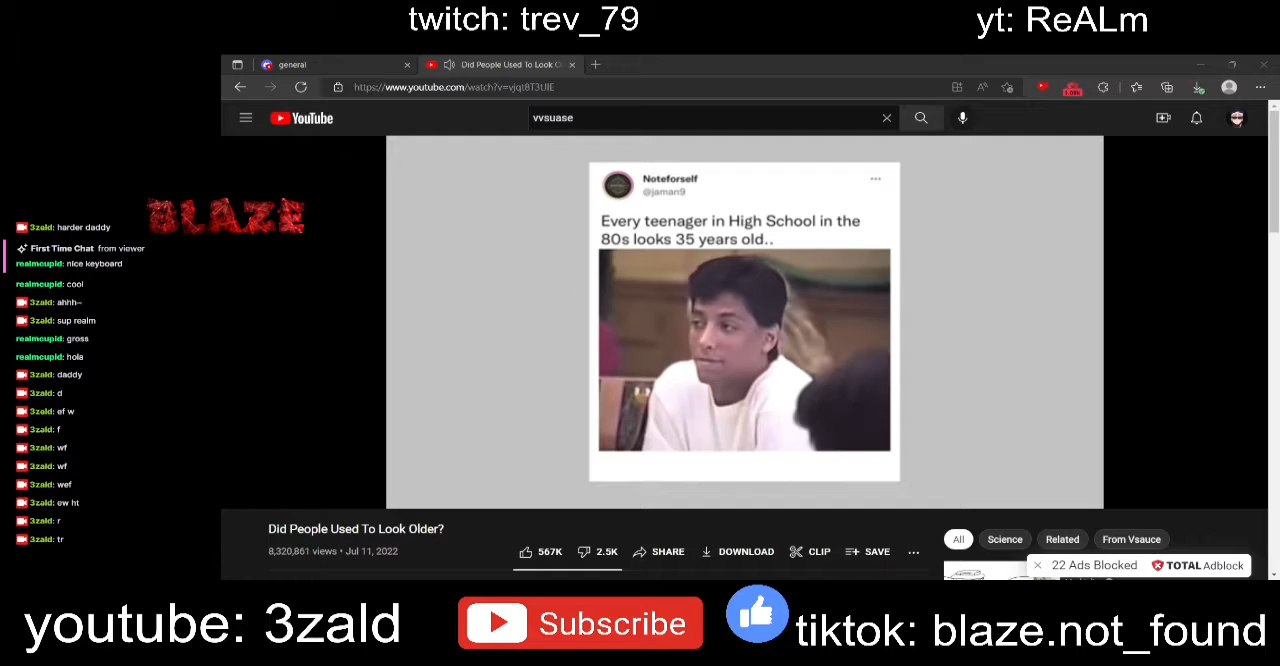 twitch: trev_79
yt: ReALm
general
Did People Used To Look O
https://www.youtube.com/watch?v=vjqt8T3tUIE
YouTube
vvsuase
Noteforself
@jaman9
Every teenager in High School in the
80s looks 35 years old..
BLAZE
3zald: harder daddy
First Time Chat from viewer
realmcupid: nice keyboard
realmcupid: cool
3zald: ahhh~
3zald: sup realm
realmcupid: gross
realmcupid: hola
3zald: daddy
3zald: d
3zald: ef w
3zald: f
3zald: wf
3zald: wf
3zald: wef
3zald: ew ht
3zald: r
3zald: tr
Did People Used To Look Older?
8,320,861 views • Jul 11, 2022
567K
2.5K
SHARE
DOWNLOAD
CLIP
SAVE
All
Science
Related
From Vsauce
22 Ads Blocked
TOTAL Adblock
youtube: 3zald
Subscribe
tiktok: blaze.not_found